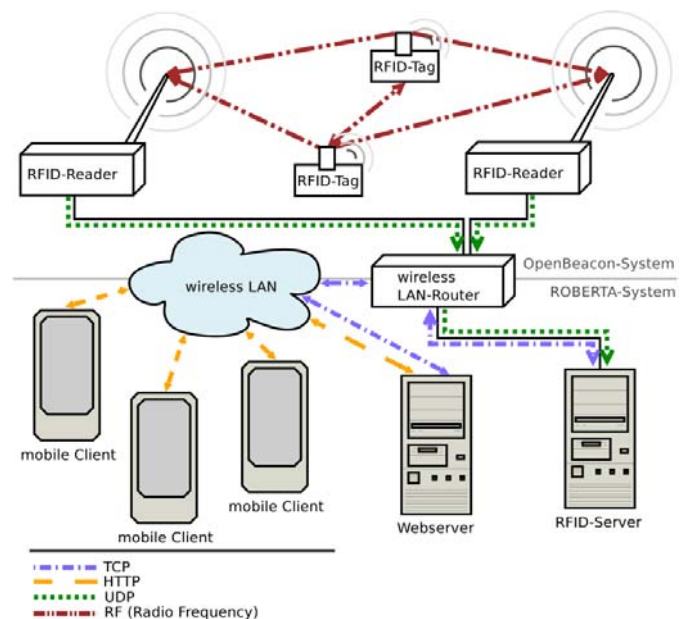 RFID-Tag
RFID-Reader
RFID-Tag
RFID-Reader
OpenBeacon-System
wireless LAN
wireless
LAN-Router
ROBERTA-System
mobile Client
mobile Client
mobile Client
Webserver
RFID-Server
TCP
HTTP
UDP
RF (Radio Frequency)